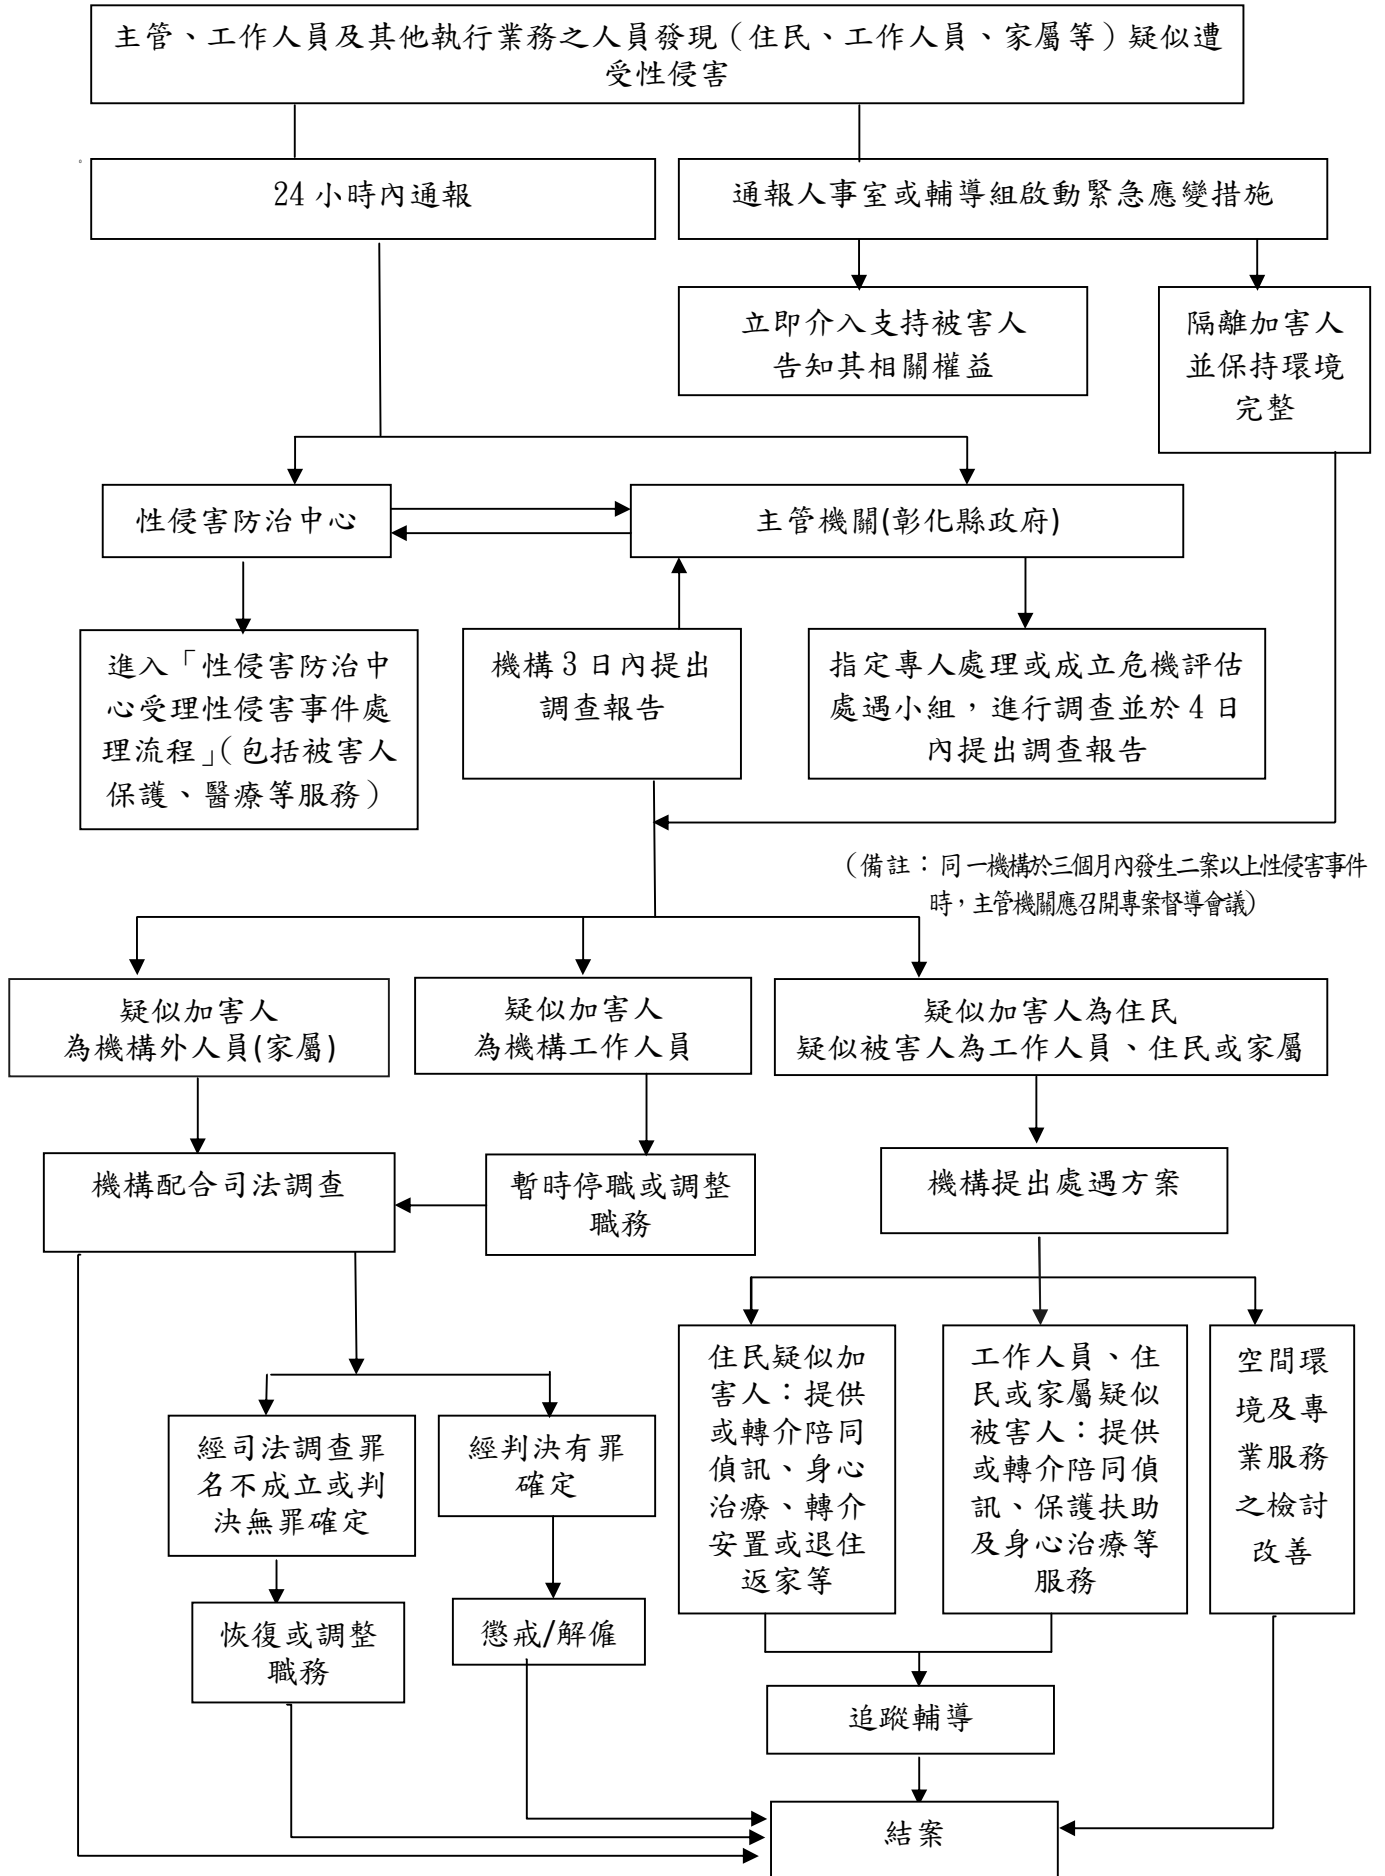 主管、工作人員及其他執行業務之人員發現（住民、工作人員、家屬等）疑似遭
受性侵害
。
24 小時內通報
通報人事室或輔導組啟動緊急應變措施
立即介入支持被害人
告知其相關權益
隔離加害人
並保持環境
完整
性侵害防治中心
主管機關(彰化縣政府)
進入「性侵害防治中
心受理性侵害事件處
理流程」（包括被害人
保護、醫療等服務）
機構 3 日內提出
調查報告
指定專人處理或成立危機評估
處遇小組，進行調查並於 4 日
內提出調查報告
（備註：同一機構於三個月內發生二案以上性侵害事件
時，主管機關應召開專案督導會議）
疑似加害人
為機構外人員(家屬)
疑似加害人
為機構工作人員
疑似加害人為住民
疑似被害人為工作人員、住民或家屬
機構配合司法調查
暫時停職或調整
職務
機構提出處遇方案
經司法調查罪
名不成立或判
決無罪確定
經判決有罪
確定
住民疑似加
害人：提供
或轉介陪同
偵訊、身心
治療、轉介
安置或退住
返家等
工作人員、住
民或家屬疑似
被害人：提供
或轉介陪同偵
訊、保護扶助
及身心治療等
服務
空間環
境及專
業服務
之檢討
改善
恢復或調整
職務
懲戒/解僱
追蹤輔導
結案